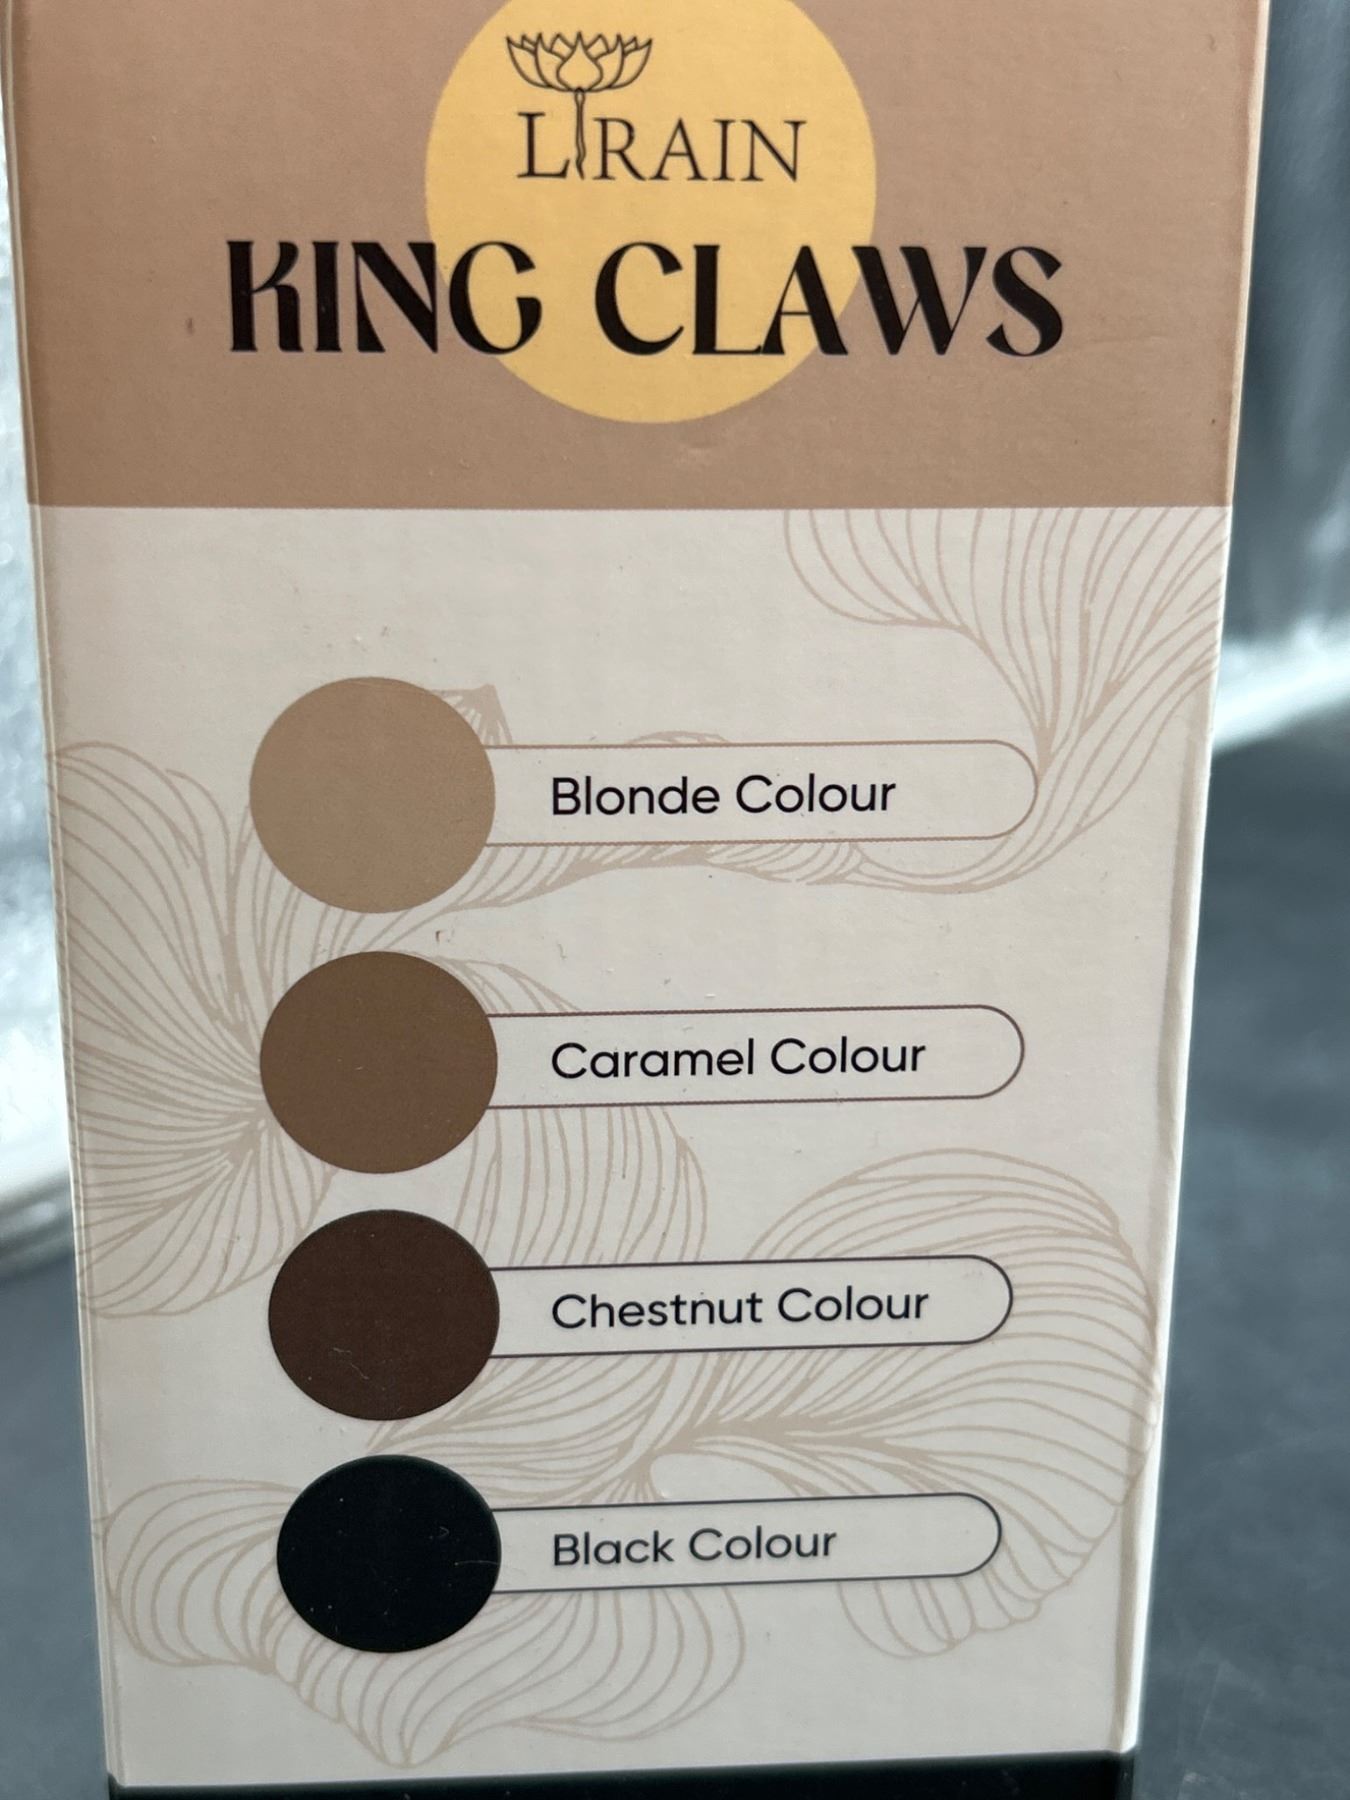 LIRAIN
KING CLAWS
Blonde Colour
Caramel Colour
Chestnut Colour
Black Colour